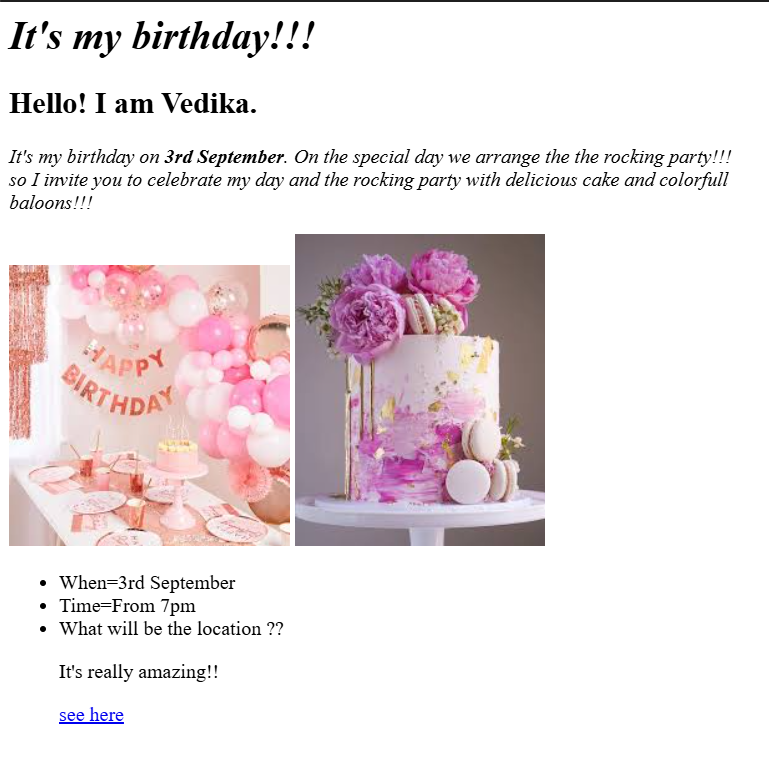 It's my birthday!!!
Hello! I am Vedika.
It's my birthday on 3rd September. On the special day we arrange the the rocking party!!!
so I invite you to celebrate my day and the rocking party with delicious cake and colorfull
baloons!!!
HAPPY
BIRTHDAY
When=3rd September
Time=From 7pm
What will be the location ??
It's really amazing!!
see here